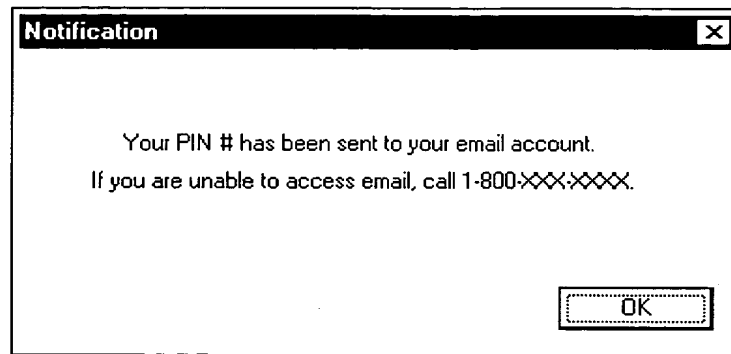 Notification
Your PIN # has been sent to your email account.
If you are unable to access email, call 1-800-XXX-XXXX.
OK